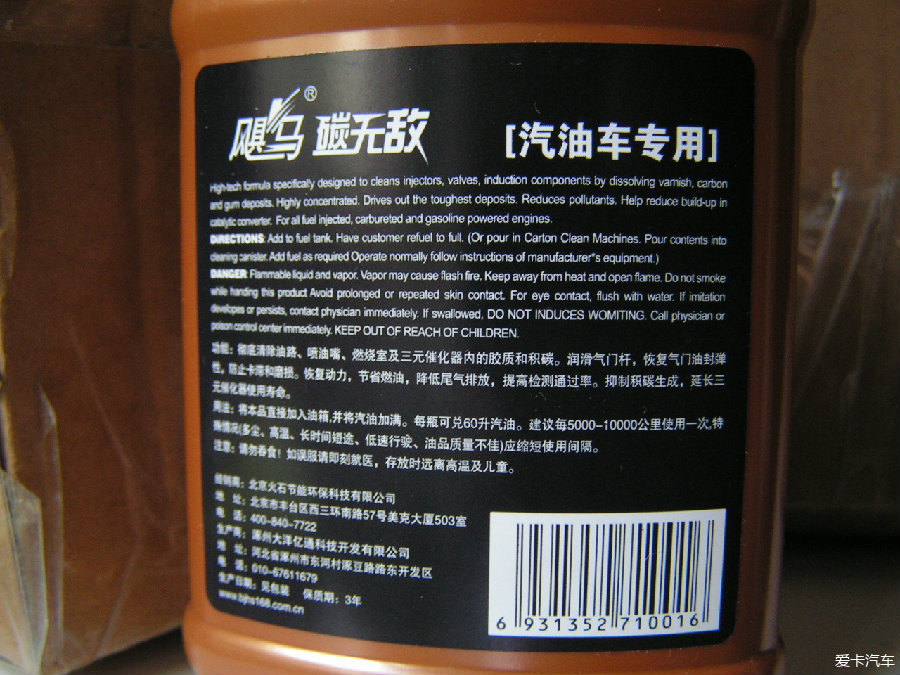 飓马® 碳无敌 [汽油车专用]
High-tech formula specifically designed to cleans injectors, valves, induction components by dissolving varnish, carbon
and gum deposits. Highly concentrated. Drives out the toughest deposits. Reduces pollutants. Help reduce build-up in
catalytic converter. For all fuel injected, carbureted and gasoline powered engines.
DIRECTIONS: Add to fuel tank. Have customer refuel to full. (Or pour in Carton Clean Machines. Pour contents into
cleaning canister. Add fuel as required Operate normally follow instructions of manufacturer"s equipment.)
DANGER: Flammable liquid and vapor. Vapor may cause flash fire. Keep away from heat and open flame. Do not smoke
while handing this product Avoid prolonged or repeated skin contact. For eye contact, flush with water. If imitation
develops or persists, contact physician immediately. If swallowed, DO NOT INDUCES WOMITING. Call physician or
poison control center immediately. KEEP OUT OF REACH OF CHILDREN.
功能：彻底清除油路、喷油嘴、燃烧室及三元催化器内的胶质和积碳。润滑气门杆，恢复气门油封弹
性，防止卡滞和磨损。恢复动力，节省燃油，降低尾气排放，提高检测通过率。抑制积碳生成，延长三
元催化器使用寿命。
用法：将本品直接加入油箱,并将汽油加满。每瓶可兑60升汽油。建议每5000-10000公里使用一次,特
殊情况(多尘、高温、长时间短途、低速行驶、油品质量不佳)应缩短使用间隔。
注意：请勿吞食！如误服请即刻就医，存放时远离高温及儿童。
经销商：北京火石节能环保科技有限公司
地 址：北京市丰台区西三环南路57号美克大厦503室
电 话：400-840-7722
生产商：涿州大洋亿通科技开发有限公司
地 址：河北省涿州市东河村涿豆路路东开发区
电 话：010-67611679
生产日期：见包装 保质期：3年
www.bjhs168.com.cn
6 931352 710016
爱卡汽车